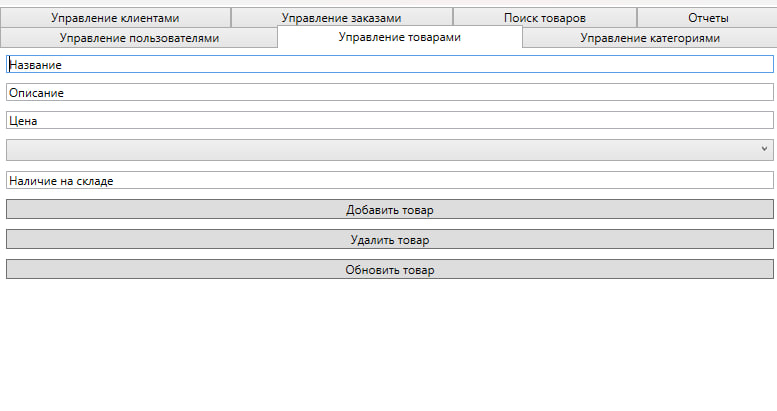 Управление клиентами
Управление заказами
Поиск товаров
Отчеты
Управление пользователями
Управление товарами
Управление категориями
Название
Описание
Цена
Наличие на складе
Добавить товар
Удалить товар
Обновить товар